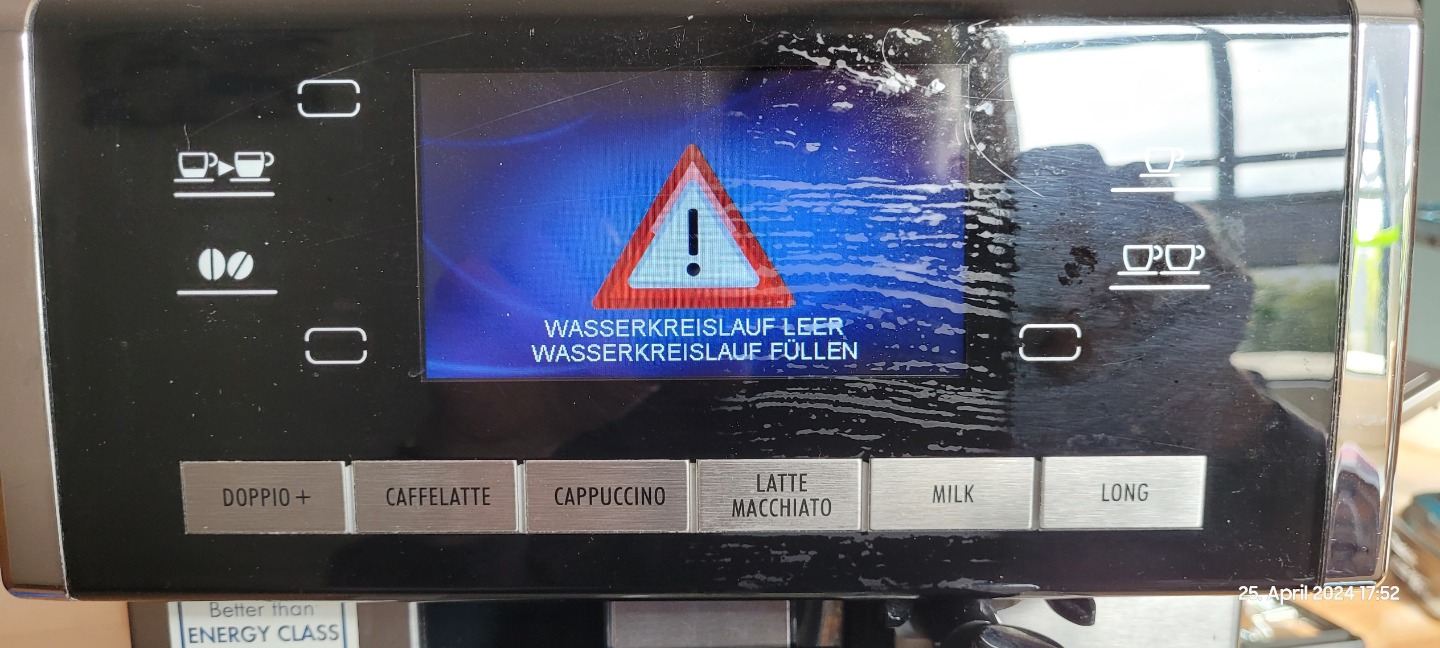 WASSERKREISLAUF LEER
WASSERKREISLAUF FÜLLEN
DOPPIO+
CAFFELATTE
CAPPUCCINO
LATTE
MACCHIATO
MILK
LONG
25. April 2024 17:52
Better than
ENERGY CLASS